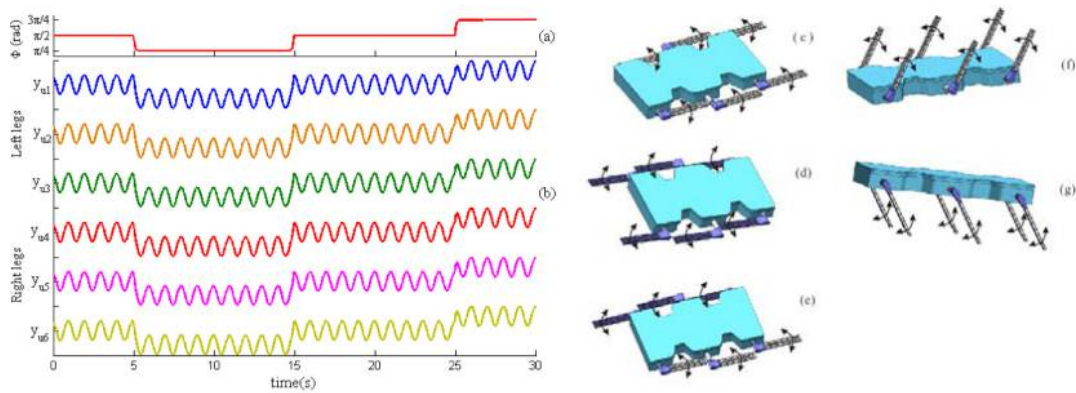 3π/4
π/2
π/4
Φ (rad)
(a)
y_u1
y_u2
y_u3
Left legs
y_u4
y_u5
y_u6
Right legs
(b)
0 5 10 15 20 25 30
time(s)
(c)
(d)
(e)
(f)
(g)